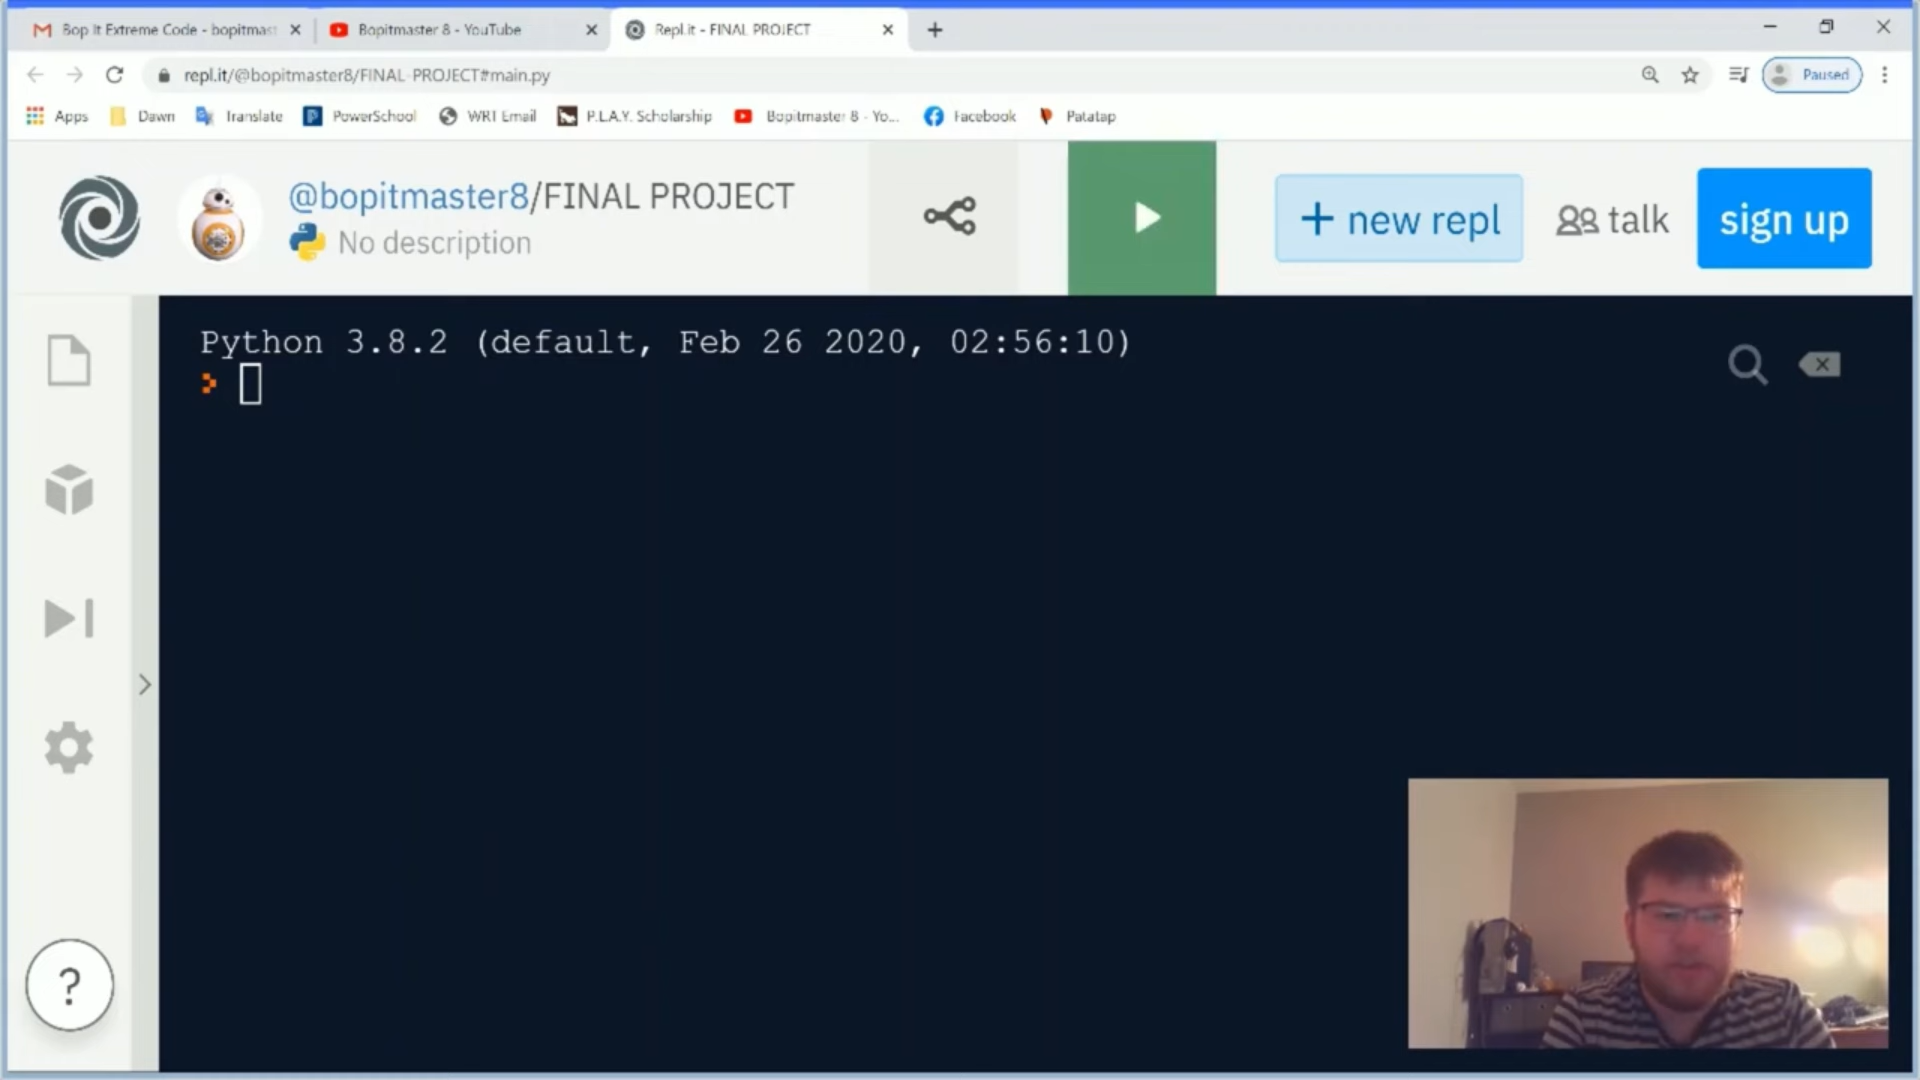 Bop It Extreme Code - bopitmast
Bopitmaster 8 - YouTube
Repl.it - FINAL PROJECT
repl.it/@bopitmaster8/FINAL-PROJECT#main.py
Paused
Apps
Dawn
Translate
PowerSchool
WRT Email
P.L.A.Y. Scholarship
Bopitmaster 8 - Yo...
Facebook
Patatap
@bopitmaster8/FINAL PROJECT
No description
+ new repl
talk
sign up
Python 3.8.2 (default, Feb 26 2020, 02:56:10)
?